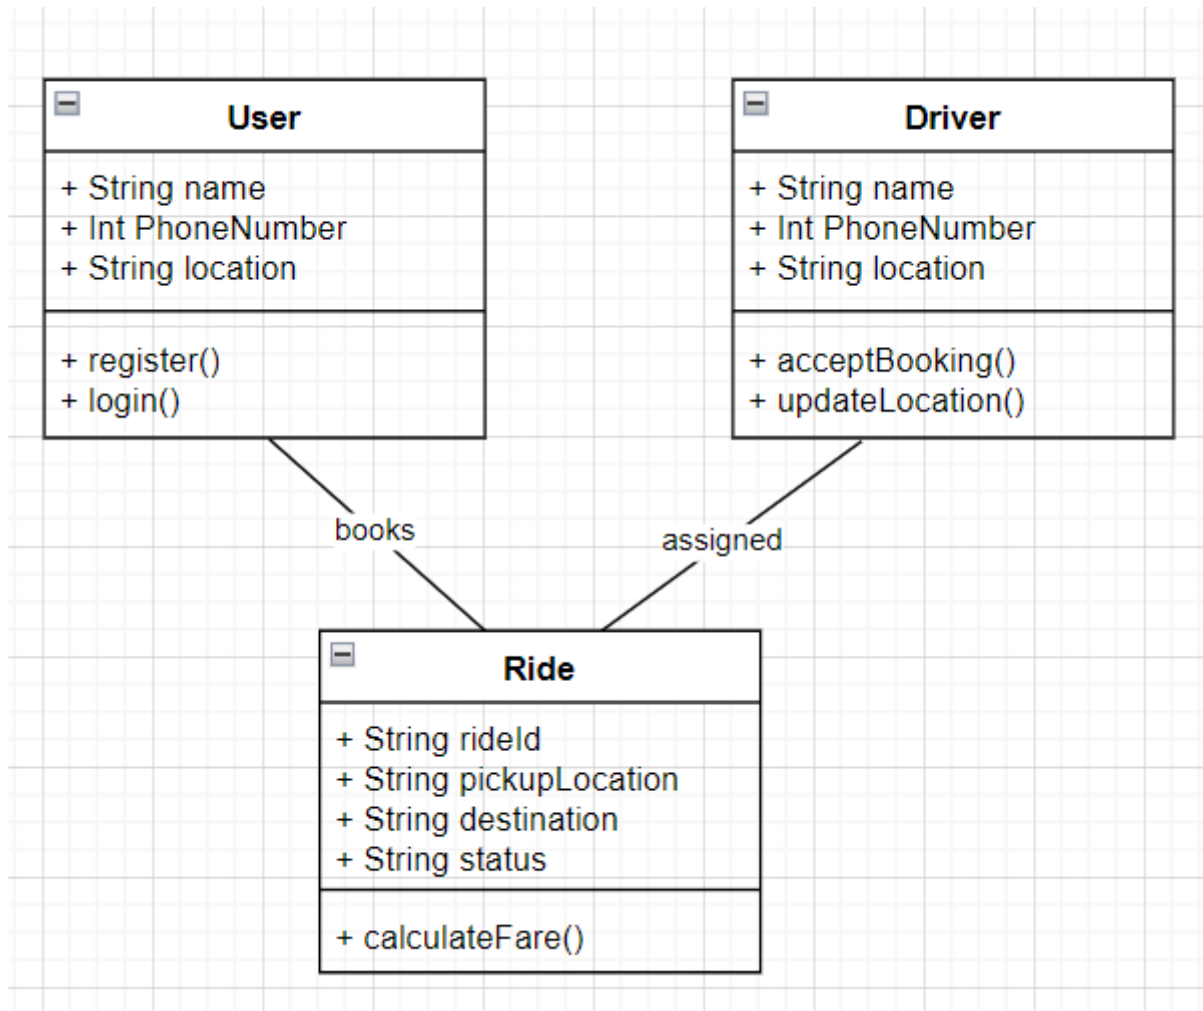 User
+ String name
+ Int PhoneNumber
+ String location
+ register()
+ login()
Driver
+ String name
+ Int PhoneNumber
+ String location
+ acceptBooking()
+ updateLocation()
books
assigned
Ride
+ String rideId
+ String pickupLocation
+ String destination
+ String status
+ calculateFare()